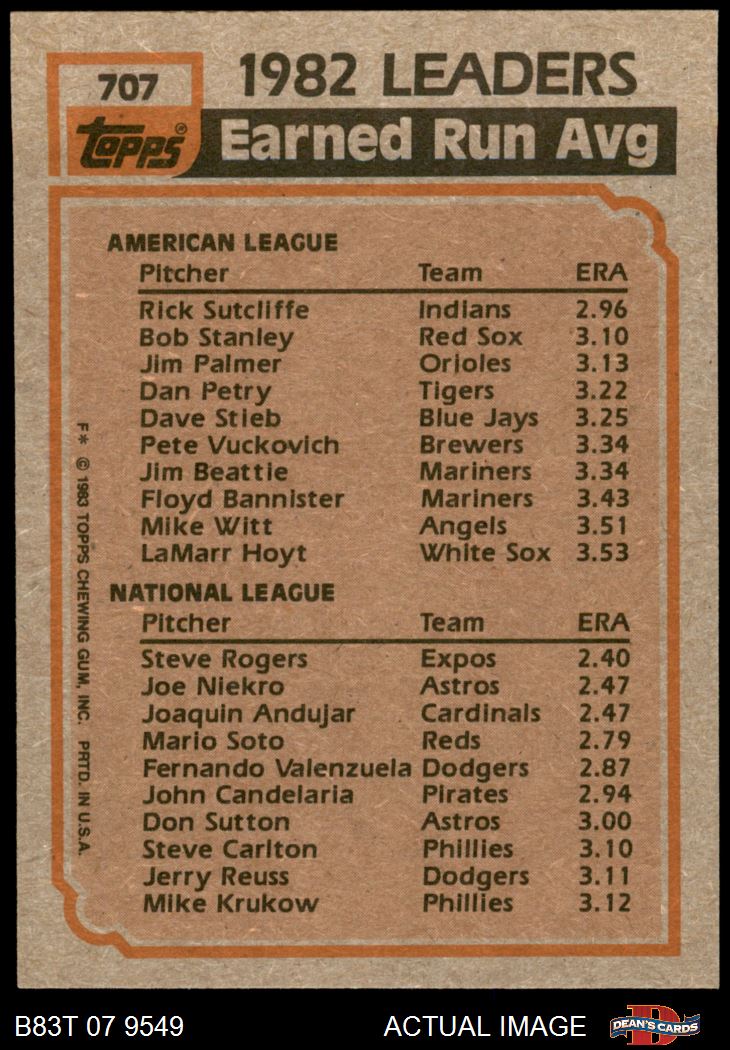 707
Topps®
1982 LEADERS
Earned Run Avg
AMERICAN LEAGUE
Pitcher Team ERA
Rick Sutcliffe Indians 2.96
Bob Stanley Red Sox 3.10
Jim Palmer Orioles 3.13
Dan Petry Tigers 3.22
Dave Stieb Blue Jays 3.25
Pete Vuckovich Brewers 3.34
Jim Beattie Mariners 3.34
Floyd Bannister Mariners 3.43
Mike Witt Angels 3.51
LaMarr Hoyt White Sox 3.53
NATIONAL LEAGUE
Pitcher Team ERA
Steve Rogers Expos 2.40
Joe Niekro Astros 2.47
Joaquin Andujar Cardinals 2.47
Mario Soto Reds 2.79
Fernando Valenzuela Dodgers 2.87
John Candelaria Pirates 2.94
Don Sutton Astros 3.00
Steve Carlton Phillies 3.10
Jerry Reuss Dodgers 3.11
Mike Krukow Phillies 3.12
F* © 1983 TOPPS CHEWING GUM, INC. PRTD. IN U.S.A.
B83T 07 9549 ACTUAL IMAGE
D DEAN'S CARDS